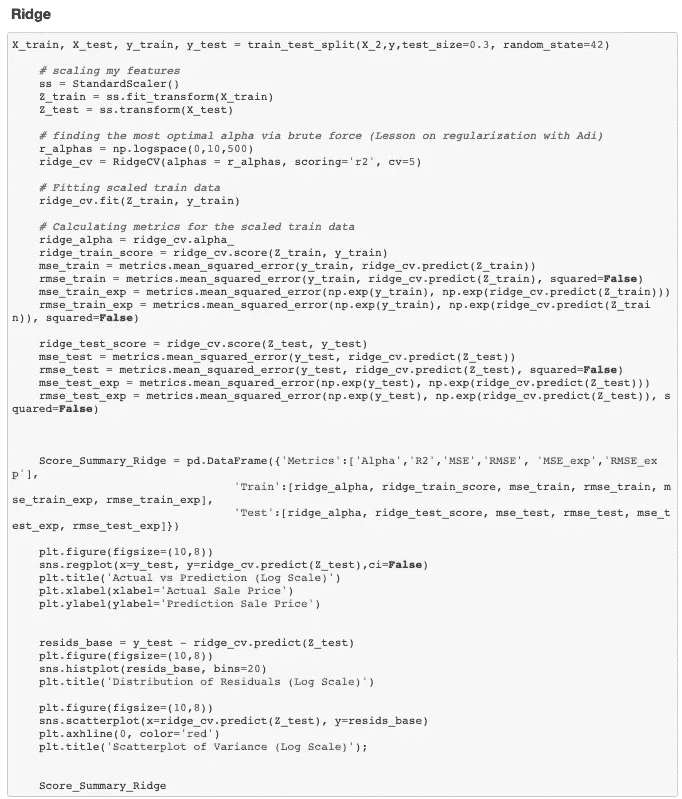 Ridge
X_train, X_test, y_train, y_test = train_test_split(X_2,y,test_size=0.3, random_state=42)
# scaling my features
ss = StandardScaler()
Z_train = ss.fit_transform(X_train)
Z_test = ss.transform(X_test)
# finding the most optimal alpha via brute force (Lesson on regularization with Adi)
r_alphas = np.logspace(0,10,500)
ridge_cv = RidgeCV(alphas = r_alphas, scoring='r2', cv=5)
# Fitting scaled train data
ridge_cv.fit(Z_train, y_train)
# Calculating metrics for the scaled train data
ridge_alpha = ridge_cv.alpha_
ridge_train_score = ridge_cv.score(Z_train, y_train)
mse_train = metrics.mean_squared_error(y_train, ridge_cv.predict(Z_train))
rmse_train = metrics.mean_squared_error(y_train, ridge_cv.predict(Z_train), squared=False)
mse_train_exp = metrics.mean_squared_error(np.exp(y_train), np.exp(ridge_cv.predict(Z_train)))
rmse_train_exp = metrics.mean_squared_error(np.exp(y_train), np.exp(ridge_cv.predict(Z_trai
n)), squared=False)
ridge_test_score = ridge_cv.score(Z_test, y_test)
mse_test = metrics.mean_squared_error(y_test, ridge_cv.predict(Z_test))
rmse_test = metrics.mean_squared_error(y_test, ridge_cv.predict(Z_test), squared=False)
mse_test_exp = metrics.mean_squared_error(np.exp(y_test), np.exp(ridge_cv.predict(Z_test)))
rmse_test_exp = metrics.mean_squared_error(np.exp(y_test), np.exp(ridge_cv.predict(Z_test)), s
quared=False)
Score_Summary_Ridge = pd.DataFrame({'Metrics':['Alpha','R2','MSE','RMSE', 'MSE_exp','RMSE_ex
p'],
'Train':[ridge_alpha, ridge_train_score, mse_train, rmse_train, m
se_train_exp, rmse_train_exp],
'Test':[ridge_alpha, ridge_test_score, mse_test, rmse_test, mse_t
est_exp, rmse_test_exp]})
plt.figure(figsize=(10,8))
sns.regplot(x=y_test, y=ridge_cv.predict(Z_test),ci=False)
plt.title('Actual vs Prediction (Log Scale)')
plt.xlabel(xlabel='Actual Sale Price')
plt.ylabel(ylabel='Prediction Sale Price')
resids_base = y_test - ridge_cv.predict(Z_test)
plt.figure(figsize=(10,8))
sns.histplot(resids_base, bins=20)
plt.title('Distribution of Residuals (Log Scale)')
plt.figure(figsize=(10,8))
sns.scatterplot(x=ridge_cv.predict(Z_test), y=resids_base)
plt.axhline(0, color='red')
plt.title('Scatterplot of Variance (Log Scale)');
Score_Summary_Ridge